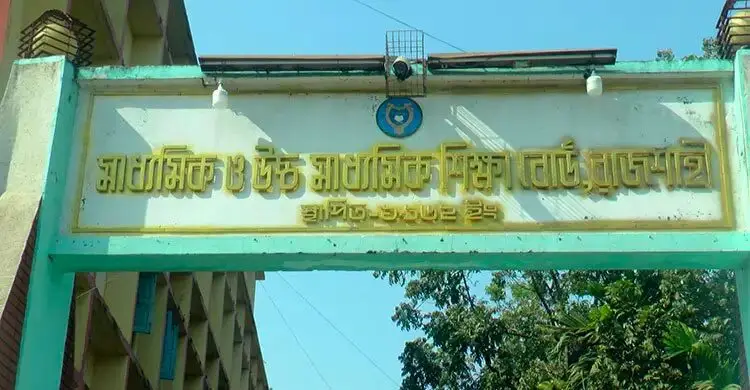 মাধ্যমিক ও উচ্চ মাধ্যমিক শিক্ষা বোর্ড, রাজশাহী
স্থাপিত-১৯৬২ ইং